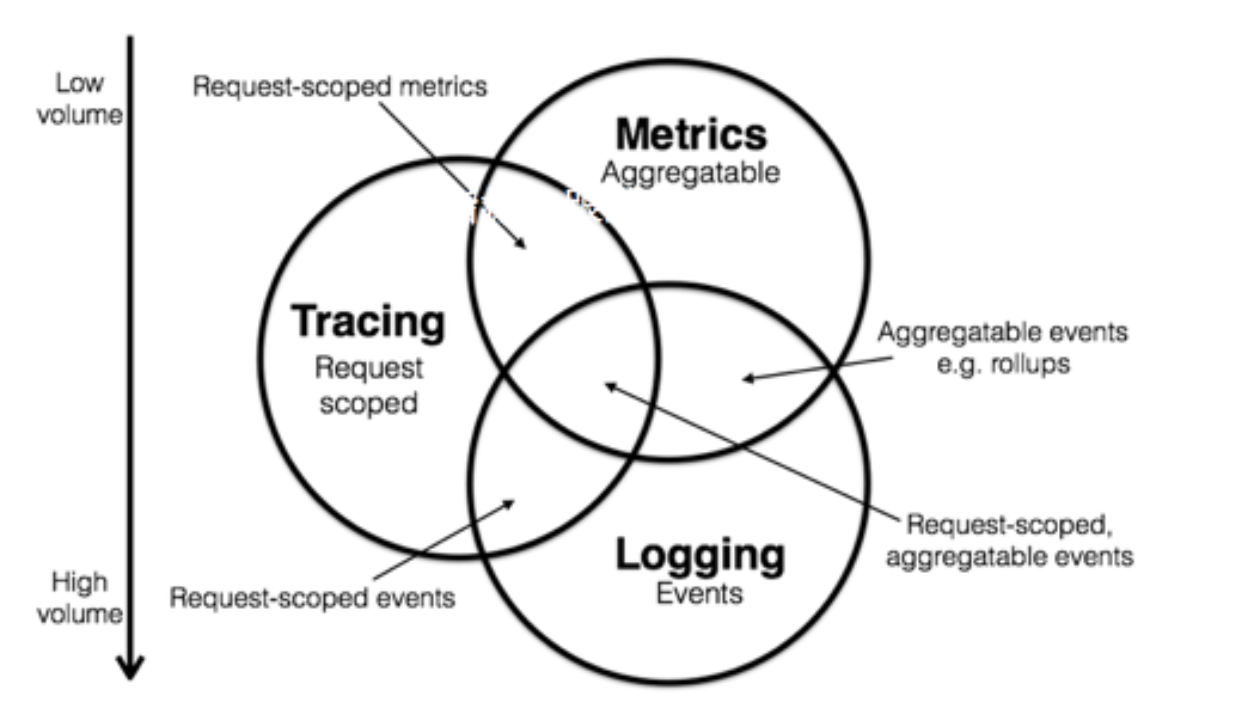 Low
volume
Request-scoped metrics
Metrics
Aggregatable
Tracing
Request
scoped
Aggregatable events
e.g. rollups
Request-scoped,
aggregatable events
Logging
Events
High
volume
Request-scoped events